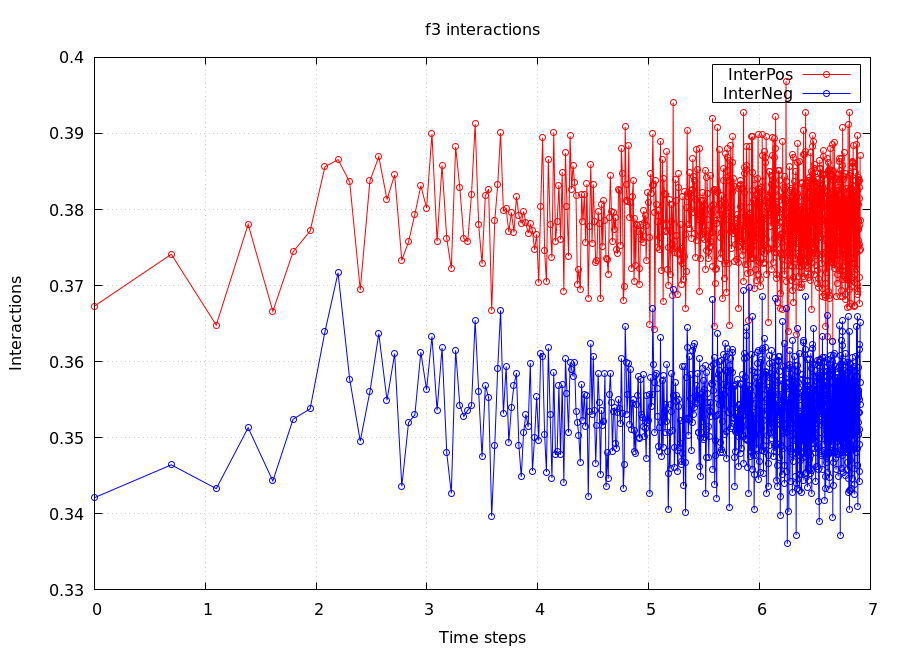 f3 interactions
InterPos
InterNeg
Interactions
0.4
0.39
0.38
0.37
0.36
0.35
0.34
0.33
0 1 2 3 4 5 6 7
Time steps